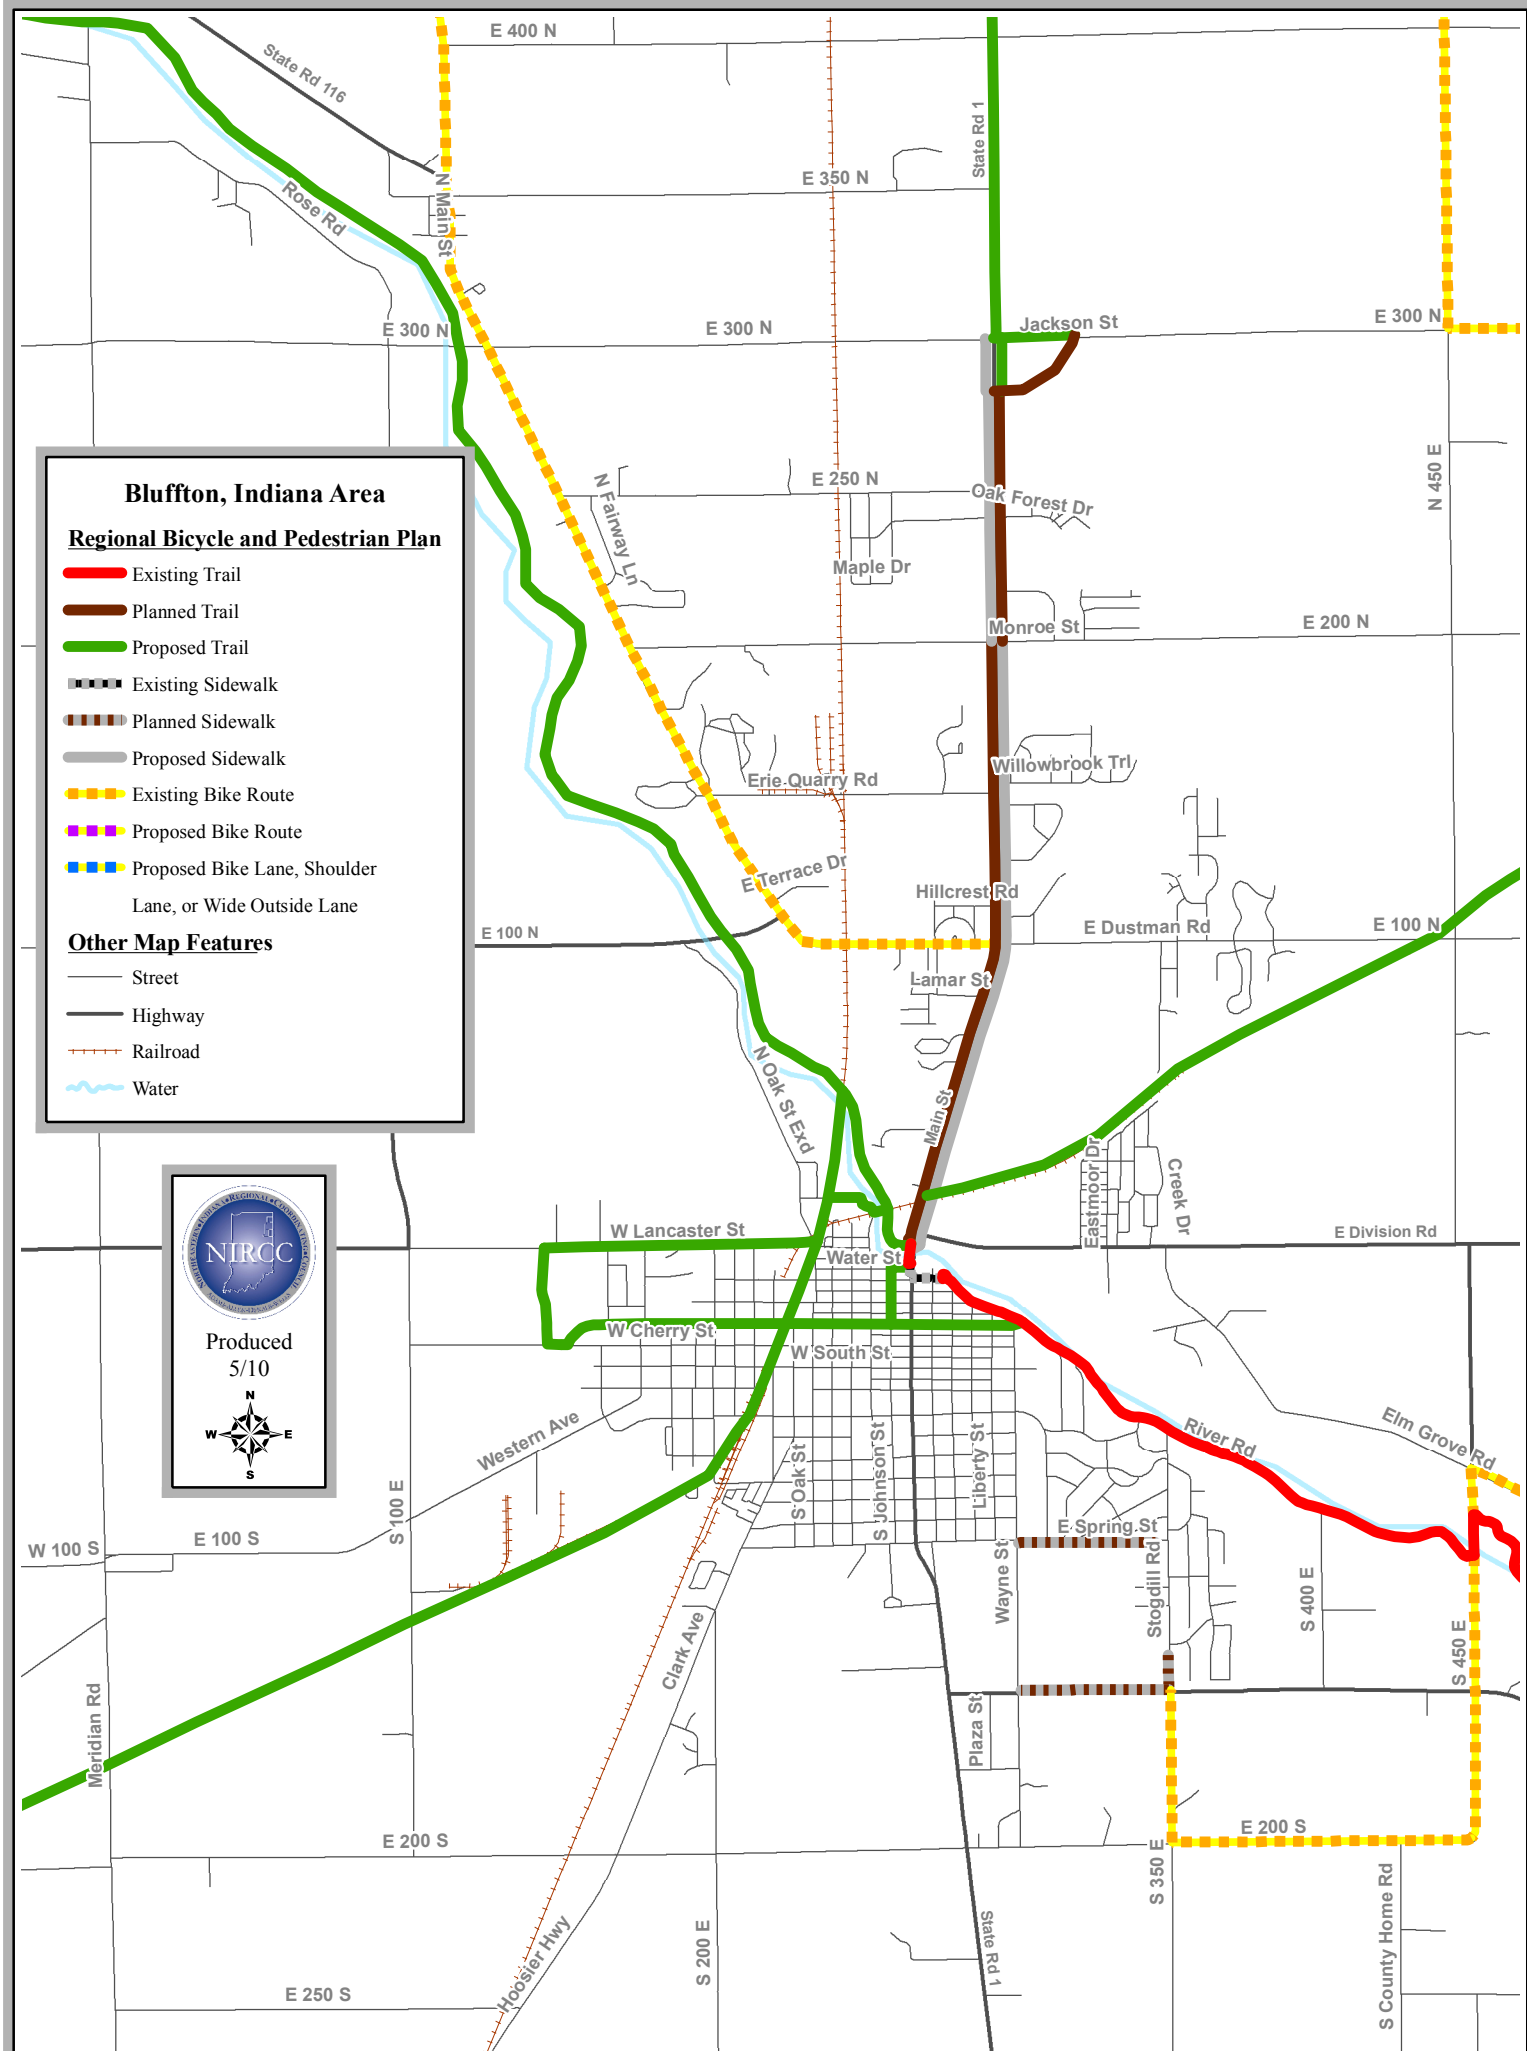 E 400 N
State Rd 116
State Rd 1
E 350 N
N Main St
Rose Rd
E 300 N
E 300 N
Jackson St
E 300 N
Bluffton, Indiana Area
Regional Bicycle and Pedestrian Plan
Existing Trail
Planned Trail
Proposed Trail
Existing Sidewalk
Planned Sidewalk
Proposed Sidewalk
Existing Bike Route
Proposed Bike Route
Proposed Bike Lane, Shoulder
Lane, or Wide Outside Lane
Other Map Features
Street
Highway
Railroad
Water
N 450 E
E 250 N
Oak Forest Dr
N Fairway Ln
Maple Dr
Monroe St
E 200 N
Willowbrook Trl
Erie Quarry Rd
E Terrace Dr
Hillcrest Rd
E 100 N
E Dustman Rd
E 100 N
Lamar St
N Oak St Exd
Main St
Eastmoor Dr
Creek Dr
W Lancaster St
Water St
E Division Rd
W Cherry St
W South St
NORTHEASTERN • INDIANA • REGIONAL • COORDINATING • COUNCIL
NIRCC
Produced
5/10
N
W
E
S
Western Ave
S 100 E
S Oak St
S Johnson St
Liberty St
River Rd
Elm Grove Rd
W 100 S
E 100 S
E Spring St
Wayne St
Stogdill Rd
S 400 E
S 450 E
Clark Ave
Meridian Rd
Plaza St
E 200 S
E 200 S
S 350 E
S County Home Rd
Hoosier Hwy
S 200 E
State Rd 1
E 250 S